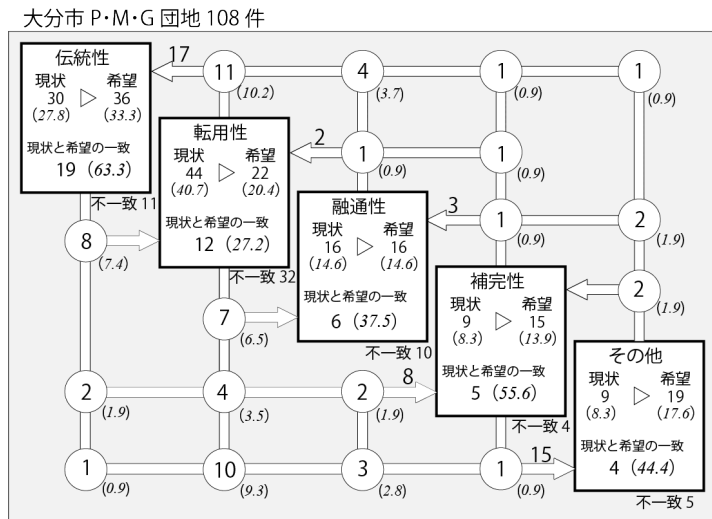 大分市 P・M・G 団地 108 件
伝統性
現状 希望
30 ▷ 36
(27.8) (33.3)
現状と希望の一致
19 (63.3)
不一致 11
17
11
(10.2)
4
(3.7)
1
(0.9)
1
(0.9)
転用性
現状 希望
44 ▷ 22
(40.7) (20.4)
現状と希望の一致
12 (27.2)
不一致 32
2
1
(0.9)
1
(0.9)
8
(7.4)
融通性
現状 希望
16 ▷ 16
(14.6) (14.6)
現状と希望の一致
6 (37.5)
不一致 10
3
1
(0.9)
2
(1.9)
7
(6.5)
補完性
現状 希望
9 ▷ 15
(8.3) (13.9)
現状と希望の一致
5 (55.6)
不一致 4
2
(1.9)
2
(1.9)
4
(3.5)
2
(1.9)
8
その他
現状 希望
9 ▷ 19
(8.3) (17.6)
現状と希望の一致
4 (44.4)
不一致 5
1
(0.9)
10
(9.3)
3
(2.8)
1
(0.9)
15